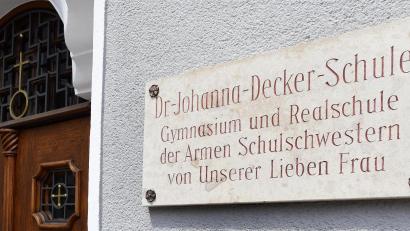 Dr.-Johanna-Decker-Schule
Gymnasium und Realschule
der Armen Schulschwestern
von Unserer Lieben Frau